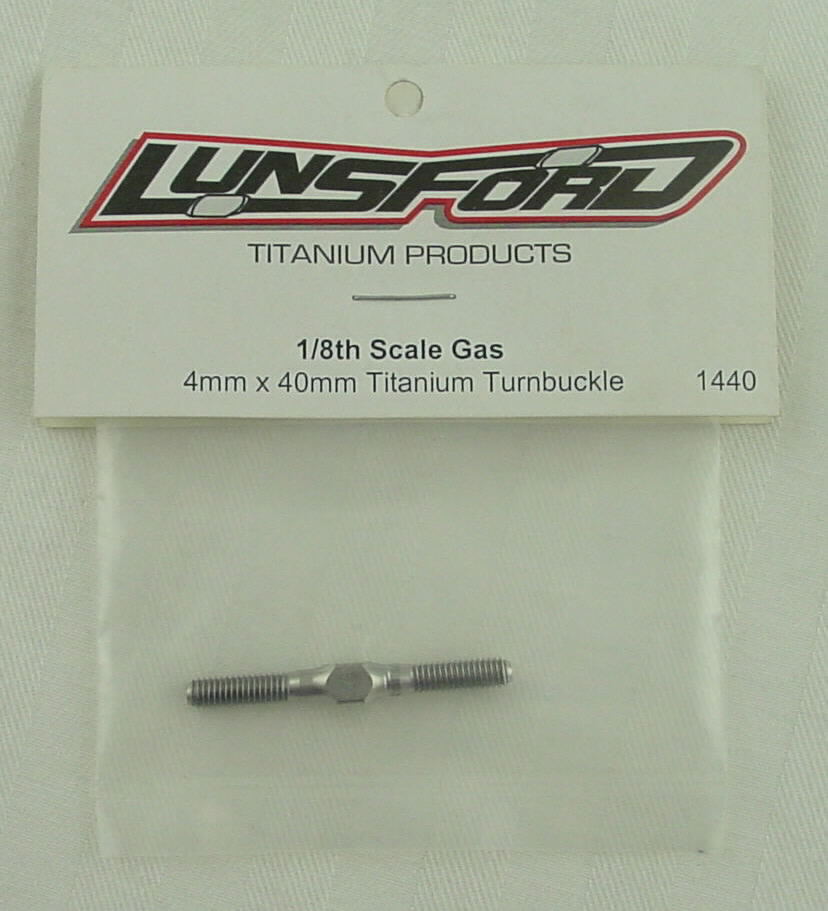 LUNSFORD
TITANIUM PRODUCTS
1/8th Scale Gas
4mm x 40mm Titanium Turnbuckle 1440